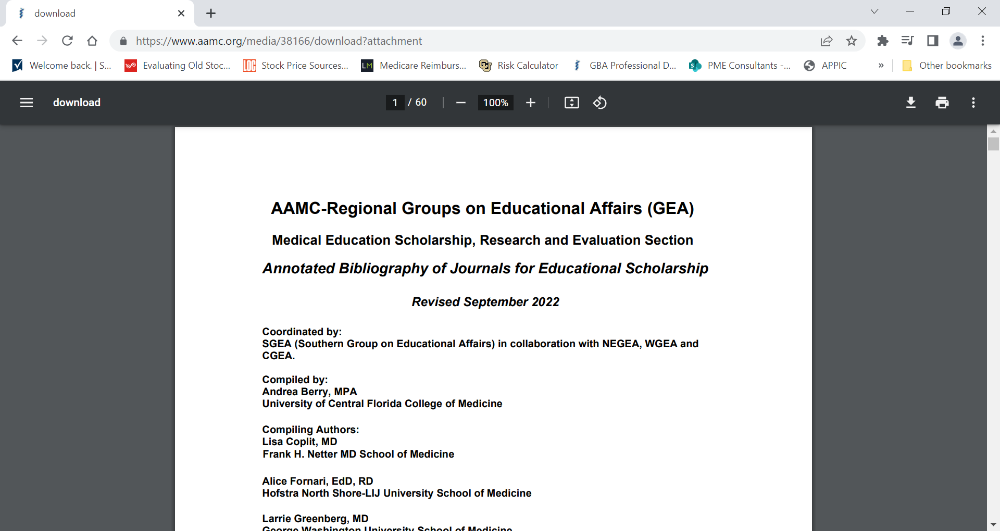 download
https://www.aamc.org/media/38166/download?attachment
Welcome back. | S...
Evaluating Old Stoc...
LOC
Stock Price Sources...
LM
Medicare Reimburs...
CU
Risk Calculator
GBA Professional D...
S
PME Consultants -...
APPIC
»
Other bookmarks
download
1 / 60
100%
AAMC-Regional Groups on Educational Affairs (GEA)
Medical Education Scholarship, Research and Evaluation Section
Annotated Bibliography of Journals for Educational Scholarship
Revised September 2022
Coordinated by:
SGEA (Southern Group on Educational Affairs) in collaboration with NEGEA, WGEA and
CGEA.
Compiled by:
Andrea Berry, MPA
University of Central Florida College of Medicine
Compiling Authors:
Lisa Coplit, MD
Frank H. Netter MD School of Medicine
Alice Fornari, EdD, RD
Hofstra North Shore-LIJ University School of Medicine
Larrie Greenberg, MD
George Washington University School of Medicine